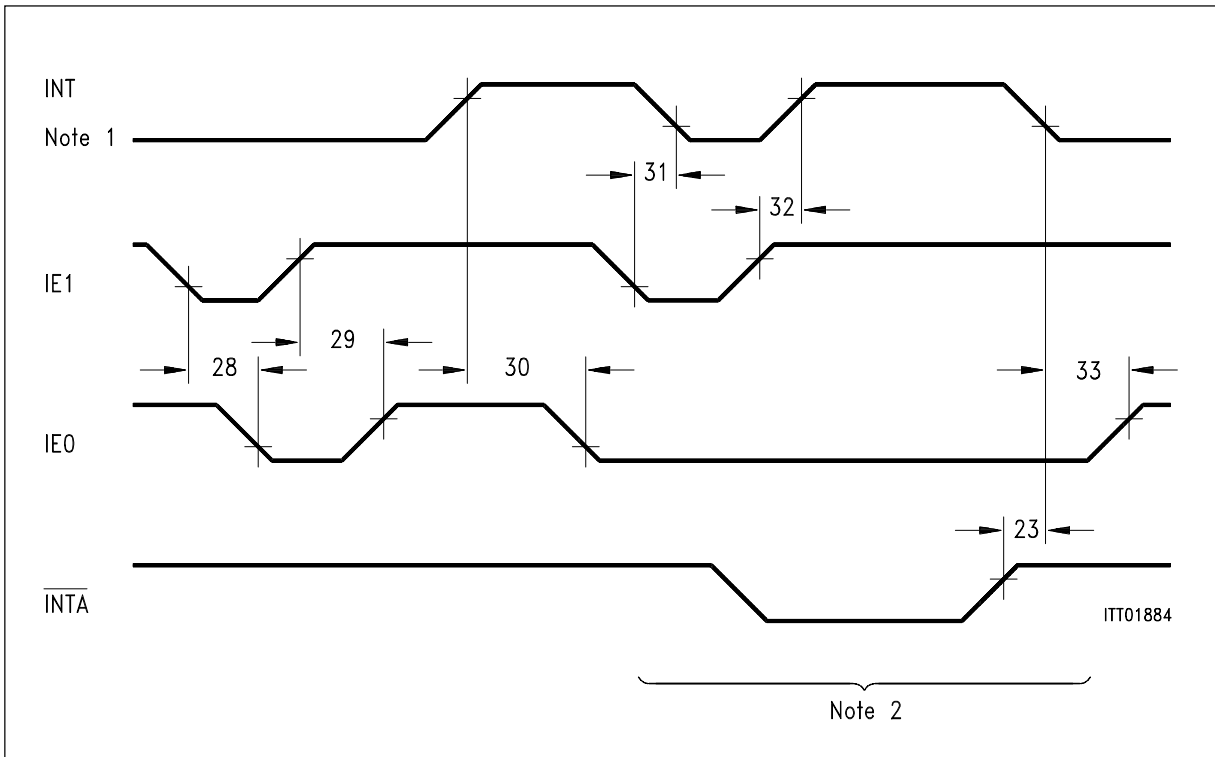 INT
Note 1
31
32
IE1
29
28
30
33
IE0
23
INTA
ITT01884
Note 2